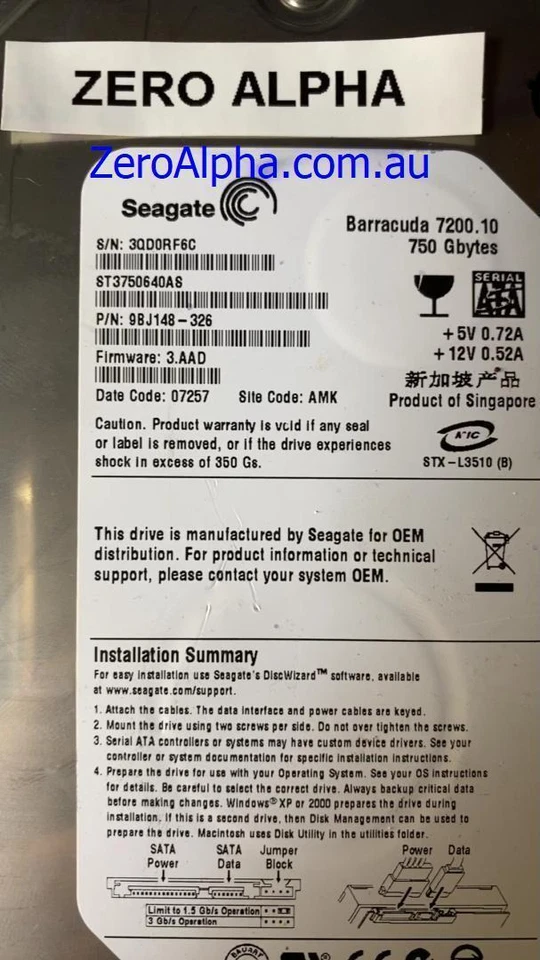 ZERO ALPHA
ZeroAlpha.com.au
Seagate
Barracuda 7200.10
750 Gbytes
S/N: 3QD0RF6C
ST3750640AS
P/N: 9BJ148-326
Firmware: 3.AAD
Date Code: 07257 Site Code: AMK
SERIAL
ATA
+5V 0.72A
+12V 0.52A
新加坡产品
Product of Singapore
Caution. Product warranty is void if any seal
or label is removed, or if the drive experiences
shock in excess of 350 Gs.
MIC
STX-L3510 (B)
This drive is manufactured by Seagate for OEM
distribution. For product information or technical
support, please contact your system OEM.
Installation Summary
For easy installation use Seagate's DiscWizard™ software, available
at www.seagate.com/support.
1. Attach the cables. The data interface and power cables are keyed.
2. Mount the drive using two screws per side. Do not over tighten the screws.
3. Serial ATA controllers or systems may have custom device drivers. See your
controller or system documentation for specific installation instructions.
4. Prepare the drive for use with your Operating System. See your OS instructions
for details. Be careful to select the correct drive. Always backup critical data
before making changes. Windows® XP or 2000 prepares the drive during
installation. If this is a second drive, then Disk Management can be used to
prepare the drive. Macintosh uses Disk Utility in the utilities folder.
SATA Power
SATA Data
Jumper Block
Power Data
Limit to 1.5 Gb/s Operation
3 Gb/s Operation
BAUART